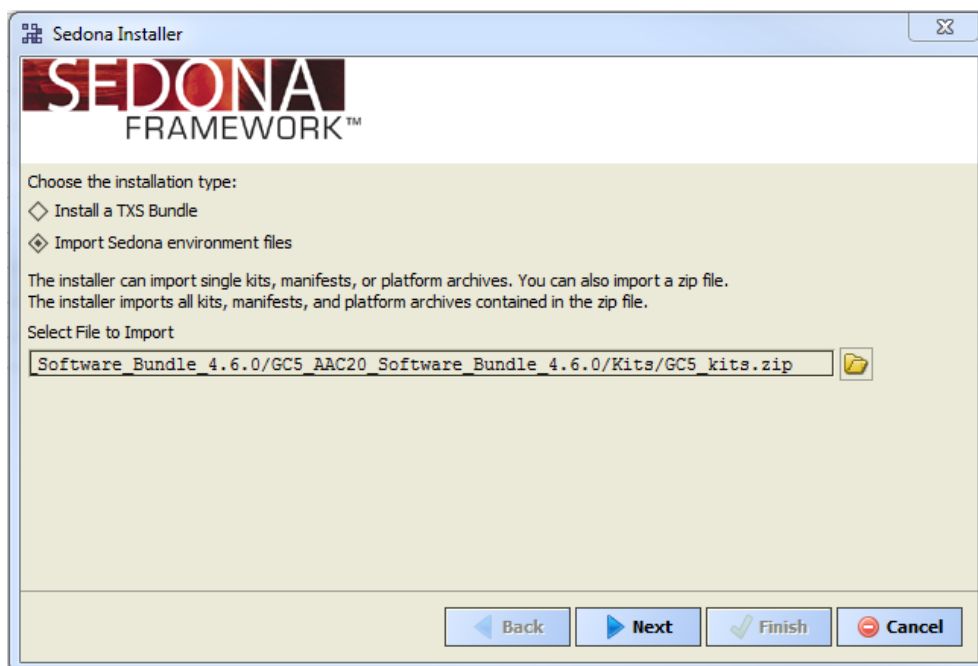 Sedona Installer
SEDONA
FRAMEWORK™
Choose the installation type:
Install a TXS Bundle
Import Sedona environment files
The installer can import single kits, manifests, or platform archives. You can also import a zip file.
The installer imports all kits, manifests, and platform archives contained in the zip file.
Select File to Import
_Software_Bundle_4.6.0/GC5_AAC20_Software_Bundle_4.6.0/Kits/GC5_kits.zip
Back Next Finish Cancel